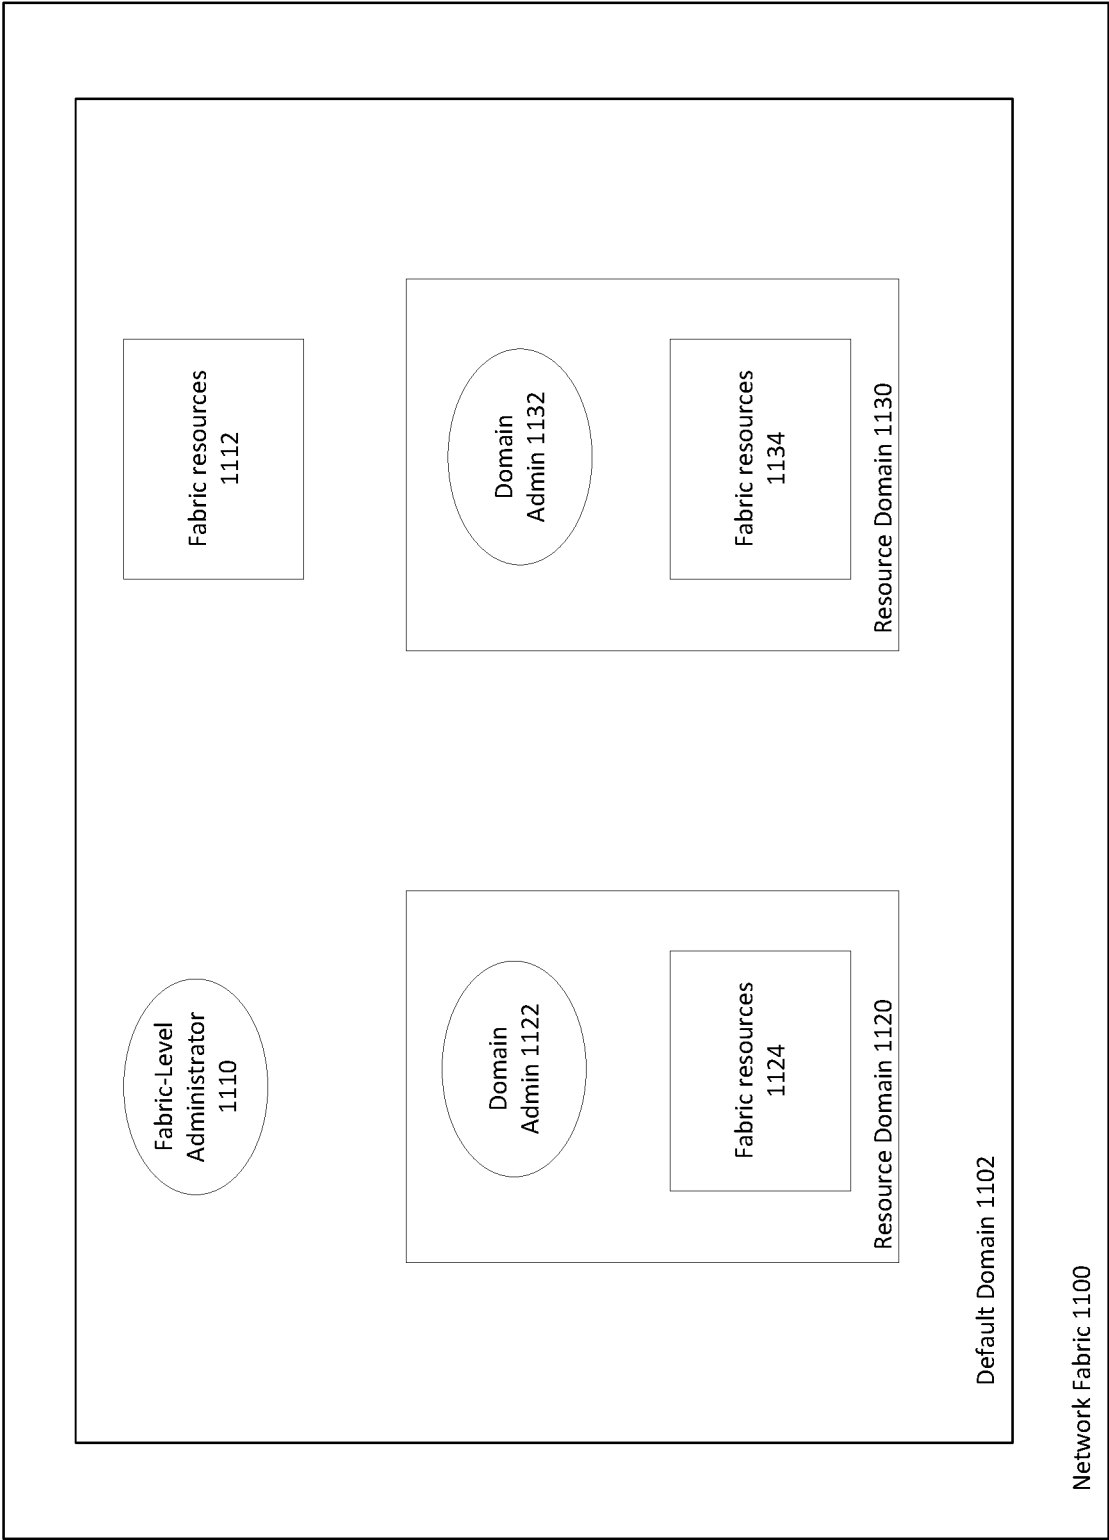 Fabric-Level
Administrator
1110
Fabric resources
1112
Domain
Admin 1122
Fabric resources
1124
Resource Domain 1120
Domain
Admin 1132
Fabric resources
1134
Resource Domain 1130
Default Domain 1102
Network Fabric 1100